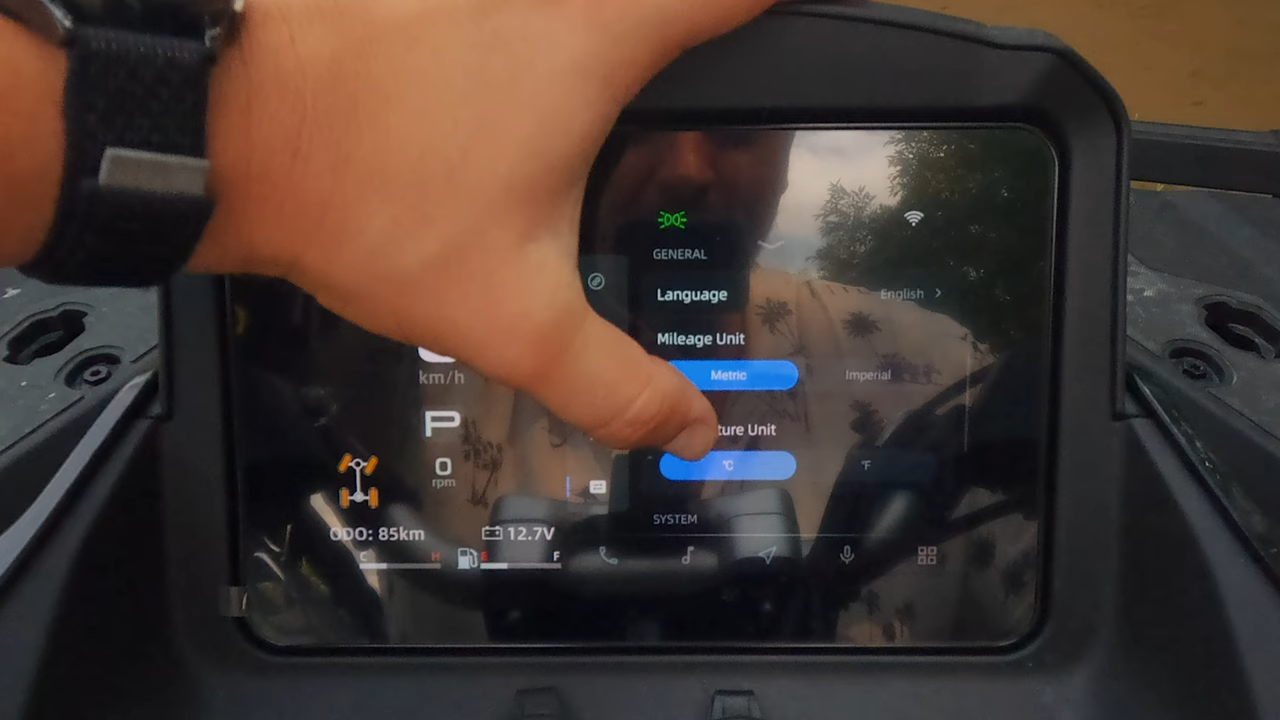 GENERAL
Language English
Mileage Unit
Metric Imperial
km/h
P
ture Unit
0
rpm
°C °F
SYSTEM
ODO: 85km 12.7V
C H E F